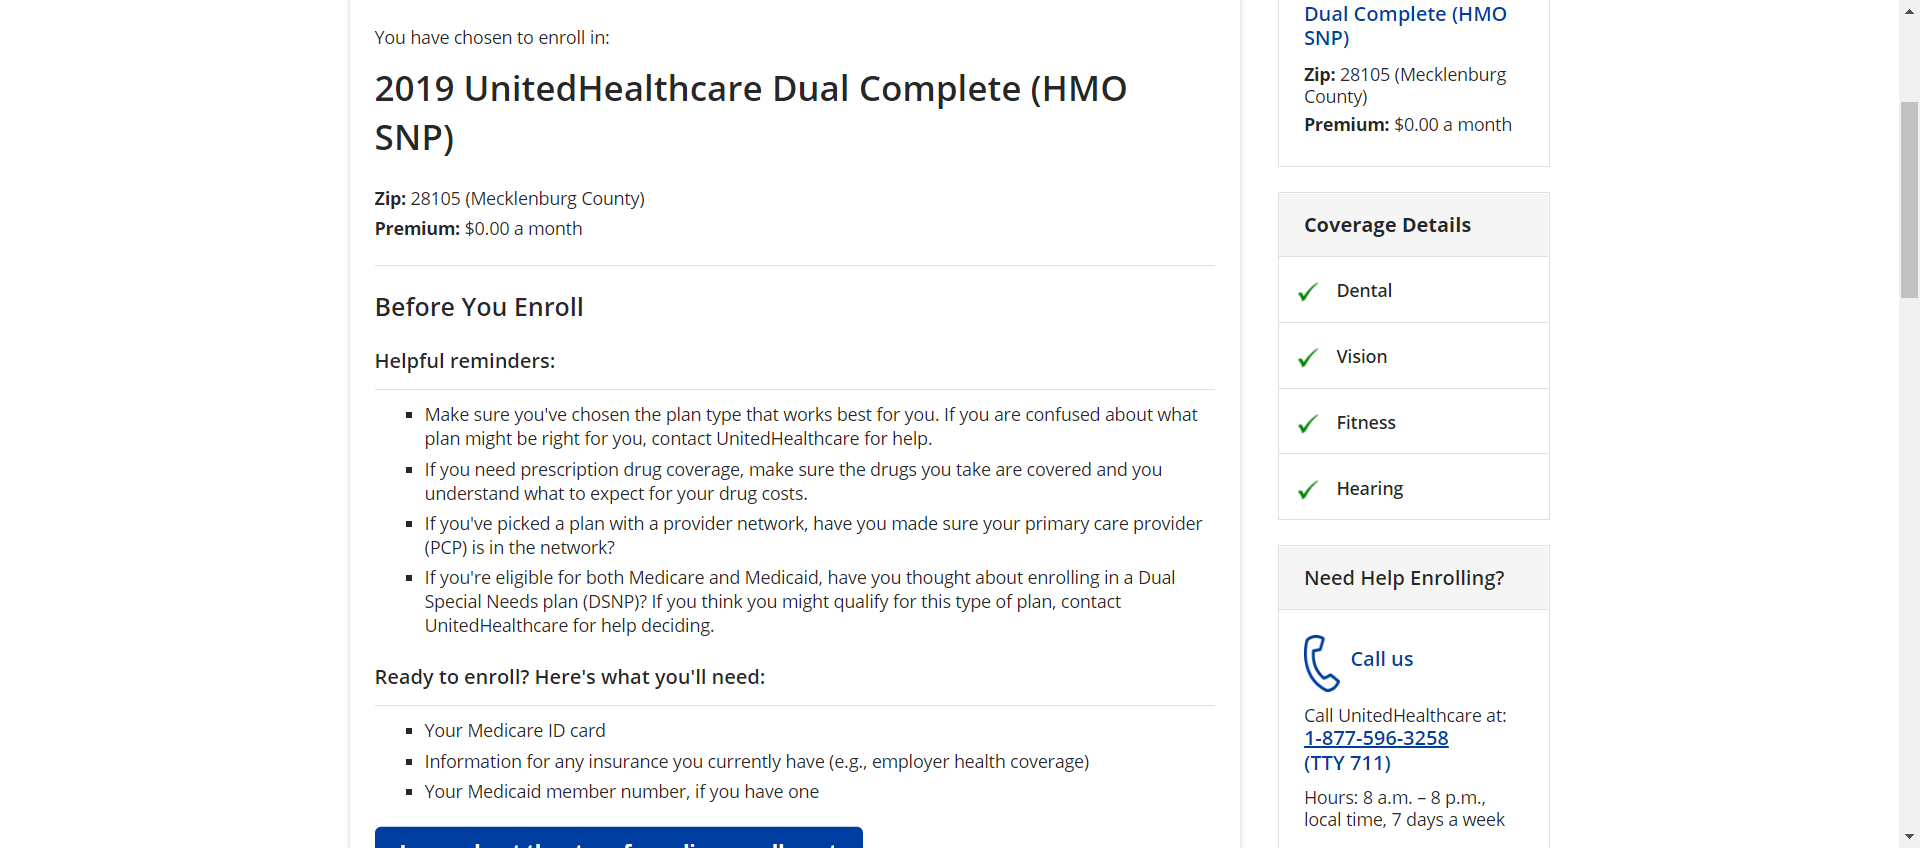 You have chosen to enroll in:
2019 UnitedHealthcare Dual Complete (HMO
SNP)
Zip: 28105 (Mecklenburg County)
Premium: $0.00 a month
Before You Enroll
Helpful reminders:
Make sure you've chosen the plan type that works best for you. If you are confused about what
plan might be right for you, contact UnitedHealthcare for help.
If you need prescription drug coverage, make sure the drugs you take are covered and you
understand what to expect for your drug costs.
If you've picked a plan with a provider network, have you made sure your primary care provider
(PCP) is in the network?
If you're eligible for both Medicare and Medicaid, have you thought about enrolling in a Dual
Special Needs plan (DSNP)? If you think you might qualify for this type of plan, contact
UnitedHealthcare for help deciding.
Ready to enroll? Here's what you'll need:
Your Medicare ID card
Information for any insurance you currently have (e.g., employer health coverage)
Your Medicaid member number, if you have one
Dual Complete (HMO
SNP)
Zip: 28105 (Mecklenburg
County)
Premium: $0.00 a month
Coverage Details
Dental
Vision
Fitness
Hearing
Need Help Enrolling?
Call us
Call UnitedHealthcare at:
1-877-596-3258
(TTY 711)
Hours: 8 a.m. – 8 p.m.,
local time, 7 days a week